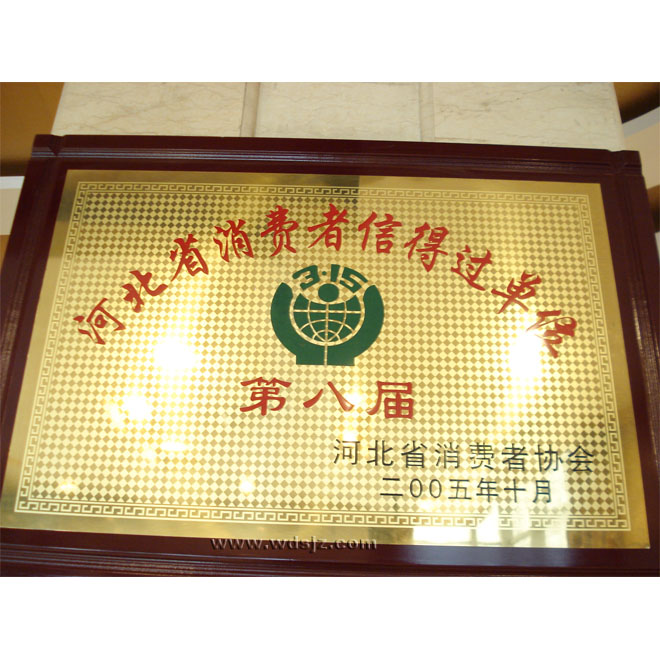 河北省消费者信得过单位
3·15
第八届
河北省消费者协会
二00五年十月
www.wdsjz.com